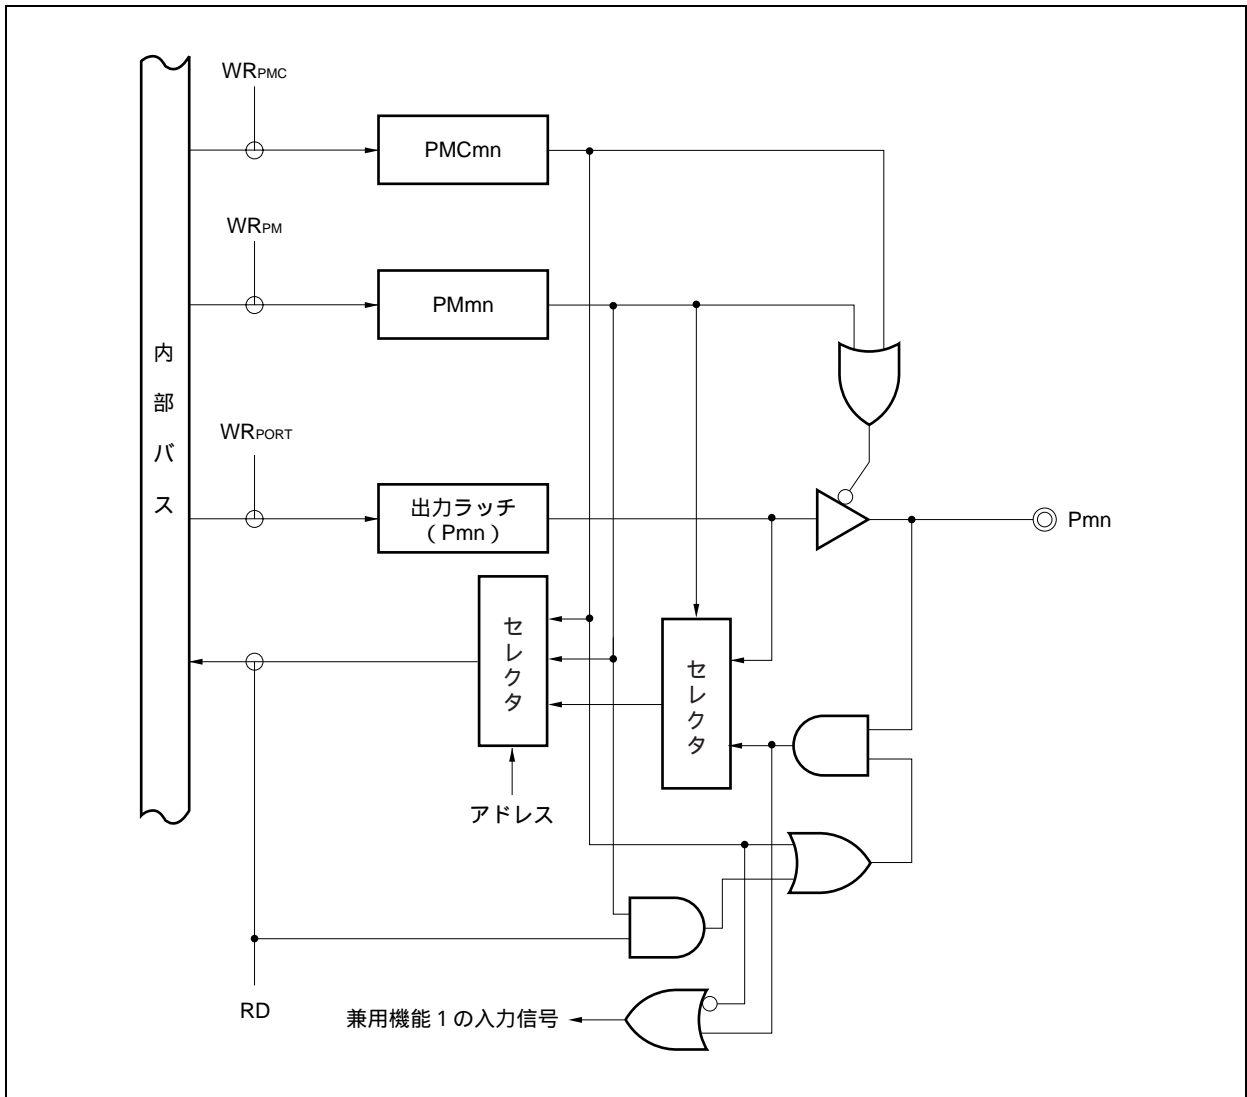 WRPMC
PMCmn
WRPM
PMmn
内部バス
WRPORT
出力ラッチ
（Pmn）
Pmn
セレクタ
セレクタ
アドレス
RD
兼用機能１の入力信号